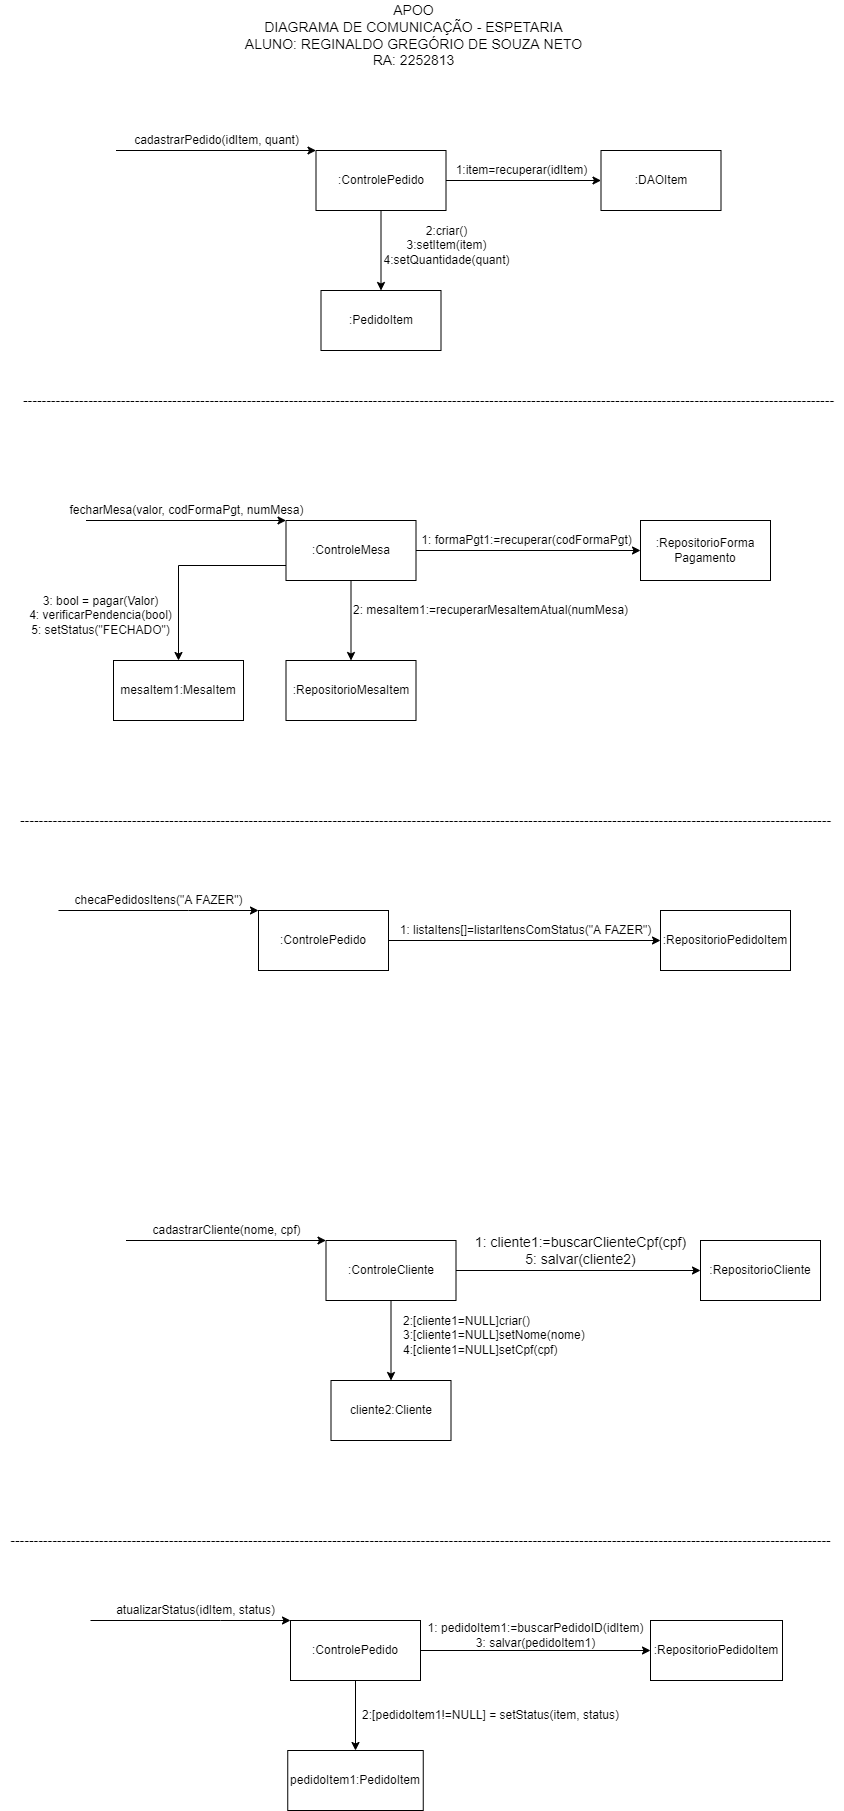 APOO
DIAGRAMA DE COMUNICAÇÃO - ESPETARIA
ALUNO: REGINALDO GREGÓRIO DE SOUZA NETO
RA: 2252813
cadastrarPedido(idItem, quant)
:ControlePedido
1:item=recuperar(idItem)
:DAOItem
2:criar()
3:setItem(item)
4:setQuantidade(quant)
:PedidoItem
fecharMesa(valor, codFormaPgt, numMesa)
:ControleMesa
1: formaPgt1:=recuperar(codFormaPgt)
:RepositorioForma
Pagamento
3: bool = pagar(Valor)
4: verificarPendencia(bool)
5: setStatus("FECHADO")
2: mesaItem1:=recuperarMesaItemAtual(numMesa)
mesaItem1:MesaItem
:RepositorioMesaItem
checaPedidosItens("A FAZER")
:ControlePedido
1: listaItens[]=listarItensComStatus("A FAZER")
:RepositorioPedidoItem
cadastrarCliente(nome, cpf)
:ControleCliente
1: cliente1:=buscarClienteCpf(cpf)
5: salvar(cliente2)
:RepositorioCliente
2:[cliente1=NULL]criar()
3:[cliente1=NULL]setNome(nome)
4:[cliente1=NULL]setCpf(cpf)
cliente2:Cliente
atualizarStatus(idItem, status)
:ControlePedido
1: pedidoItem1:=buscarPedidoID(idItem)
3: salvar(pedidoItem1)
:RepositorioPedidoItem
2:[pedidoItem1!=NULL] = setStatus(item, status)
pedidoItem1:PedidoItem